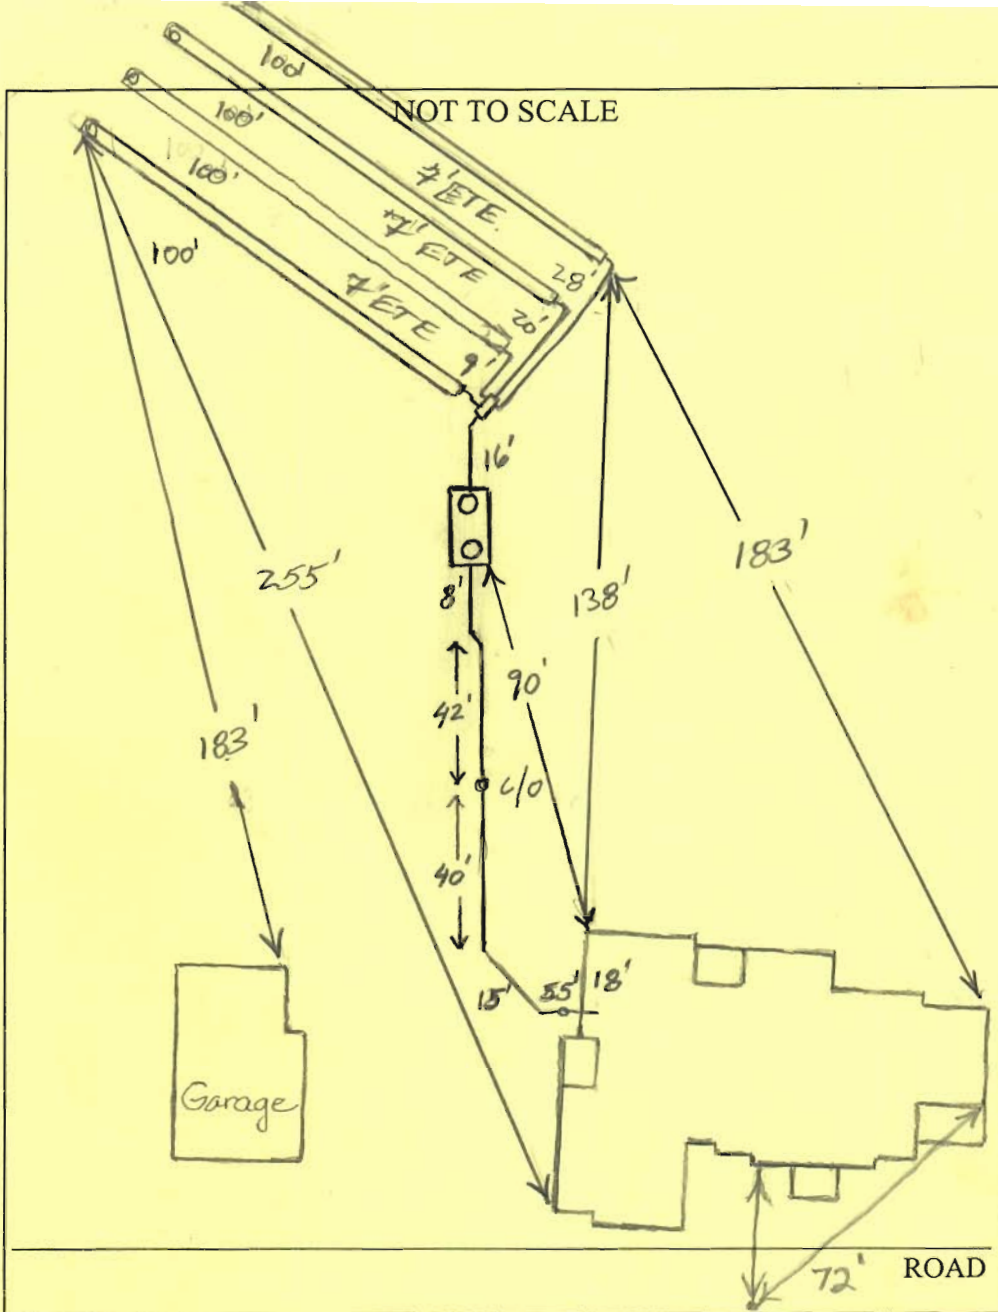 100'
NOT TO SCALE
100'
100'
100'
7' ETE.
7' ETE
7' ETE
28'
20'
9'
16'
8'
255'
138'
183'
90'
42'
183'
c/o
40'
15'
55'
18'
Garage
72'
ROAD